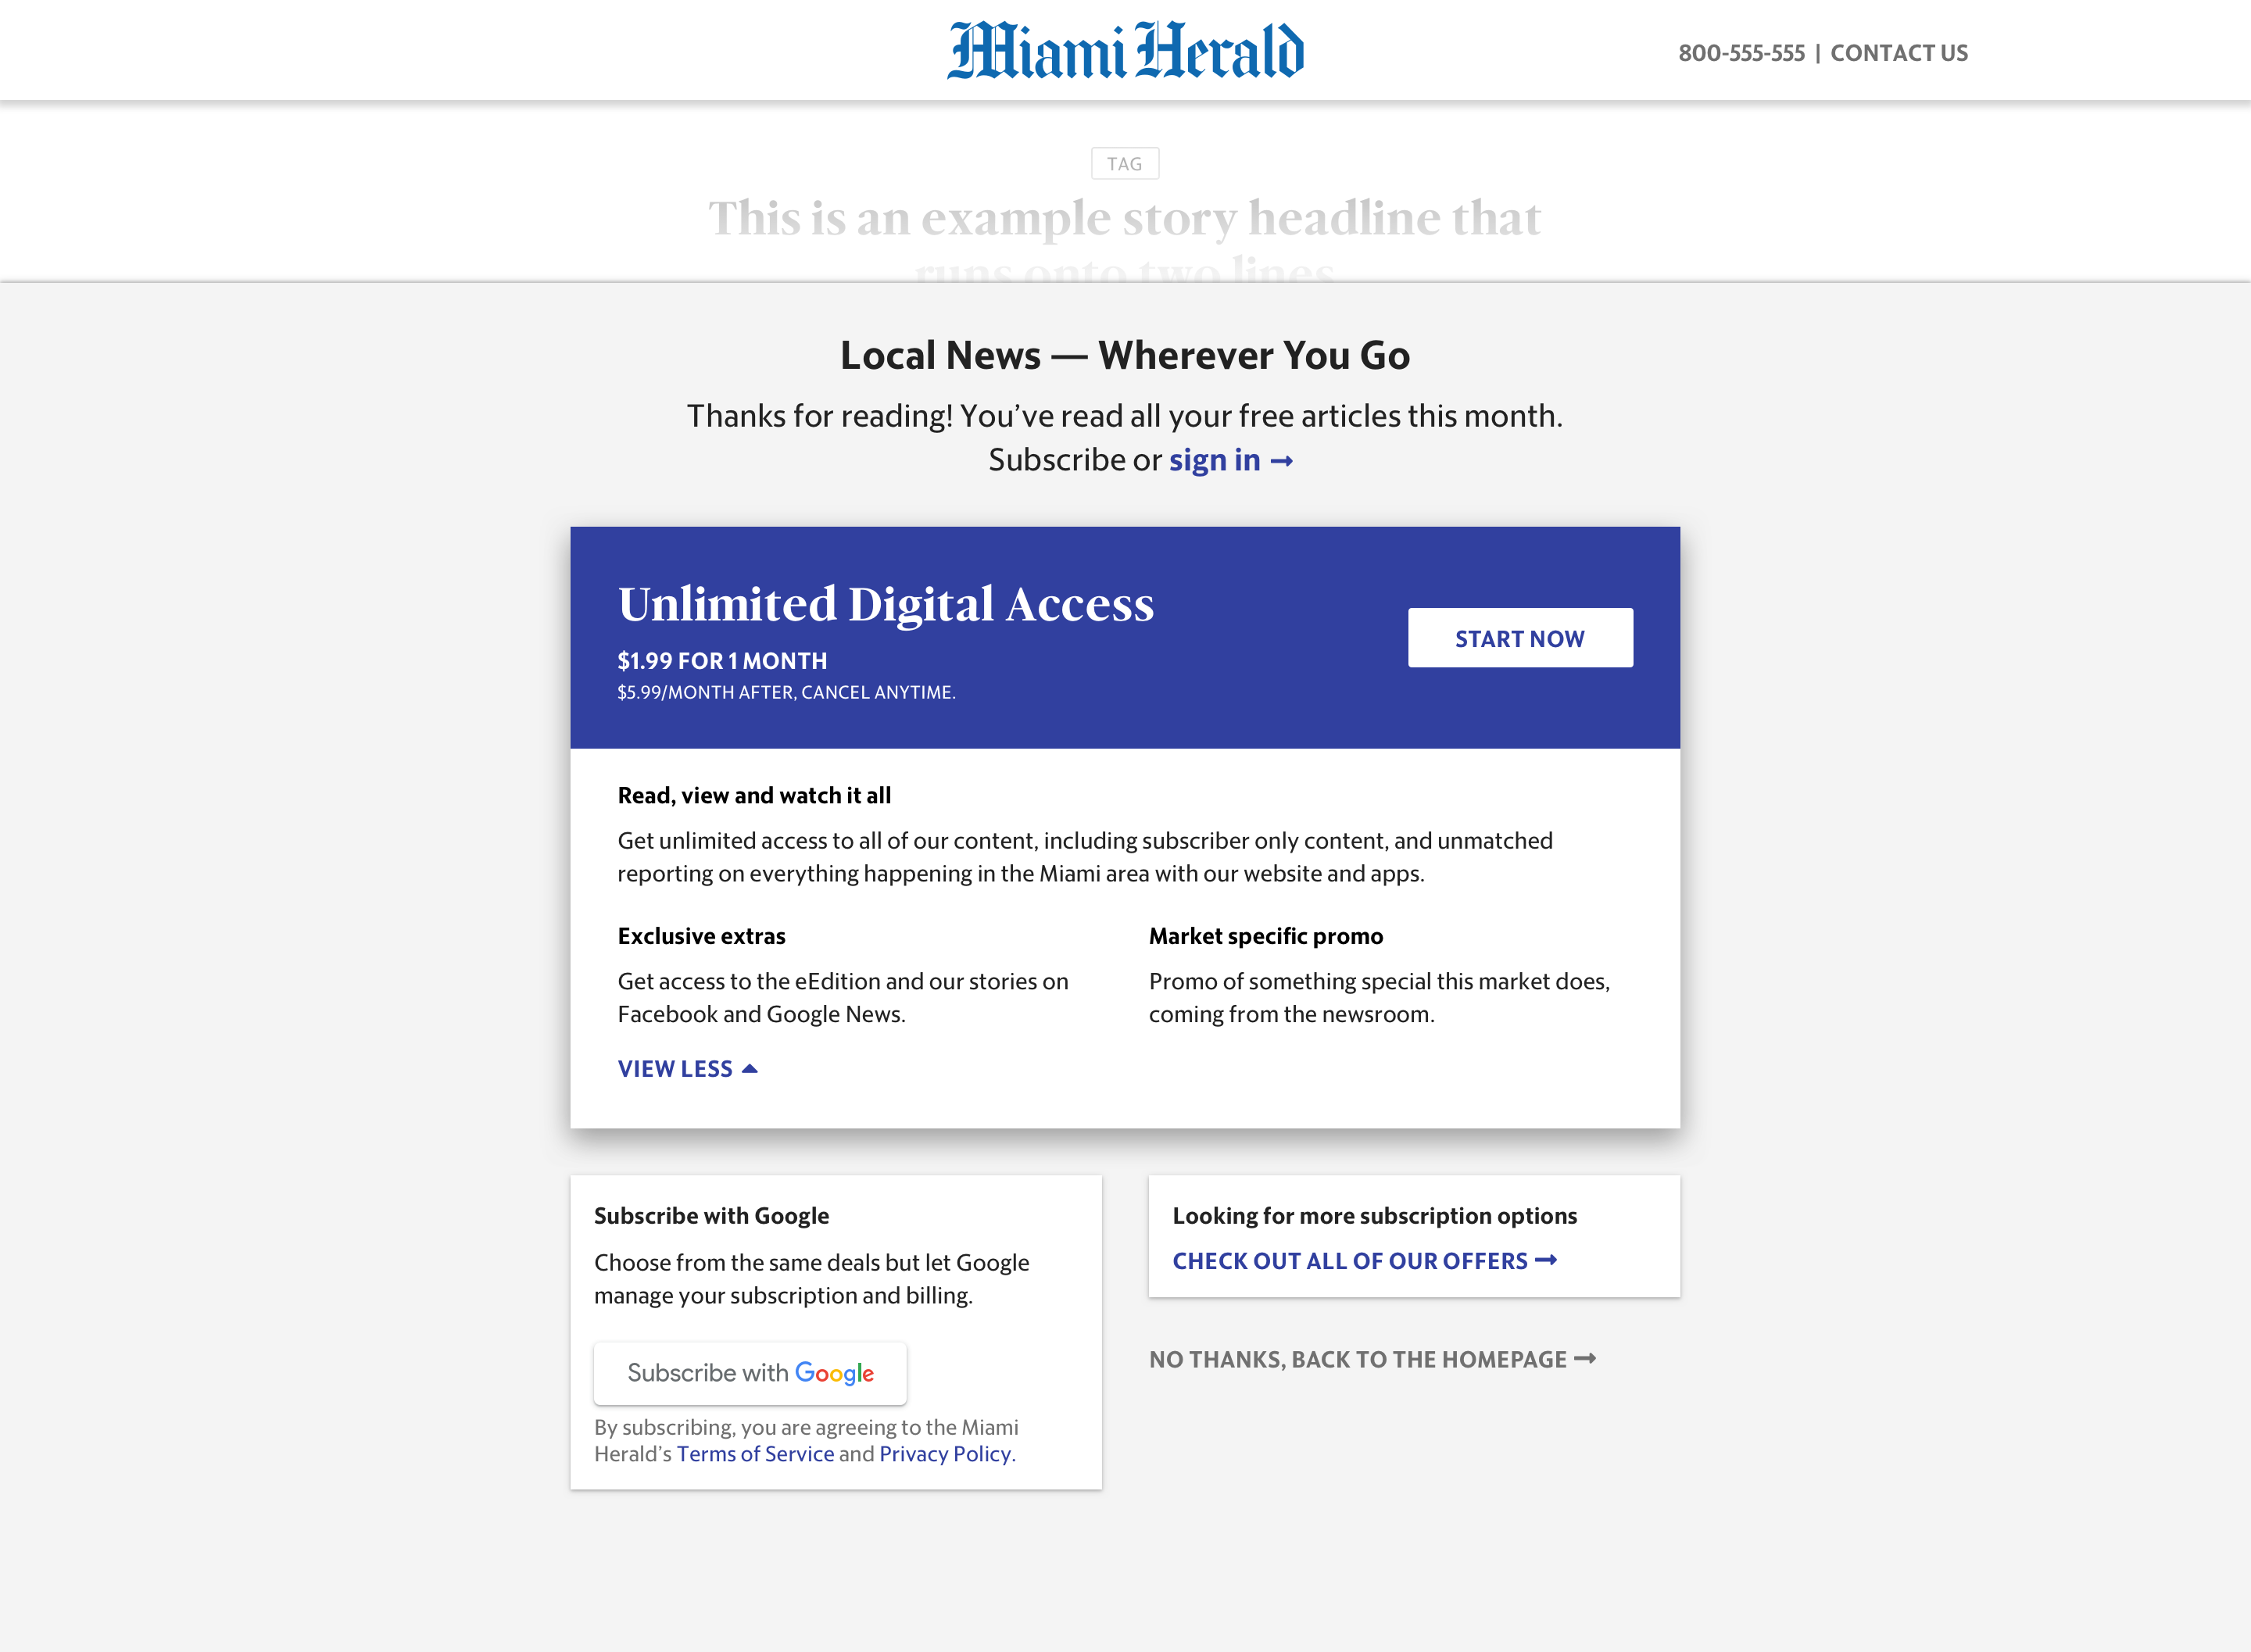 Miami Herald
800-555-555 | CONTACT US
TAG
This is an example story headline that
runs onto two lines
Local News — Wherever You Go
Thanks for reading! You’ve read all your free articles this month.
Subscribe or sign in →
Unlimited Digital Access
$1.99 FOR 1 MONTH
$5.99/MONTH AFTER, CANCEL ANYTIME.
START NOW
Read, view and watch it all
Get unlimited access to all of our content, including subscriber only content, and unmatched
reporting on everything happening in the Miami area with our website and apps.
Exclusive extras
Get access to the eEdition and our stories on
Facebook and Google News.
Market specific promo
Promo of something special this market does,
coming from the newsroom.
VIEW LESS
Subscribe with Google
Choose from the same deals but let Google
manage your subscription and billing.
Subscribe with Google
By subscribing, you are agreeing to the Miami
Herald’s Terms of Service and Privacy Policy.
Looking for more subscription options
CHECK OUT ALL OF OUR OFFERS →
NO THANKS, BACK TO THE HOMEPAGE →